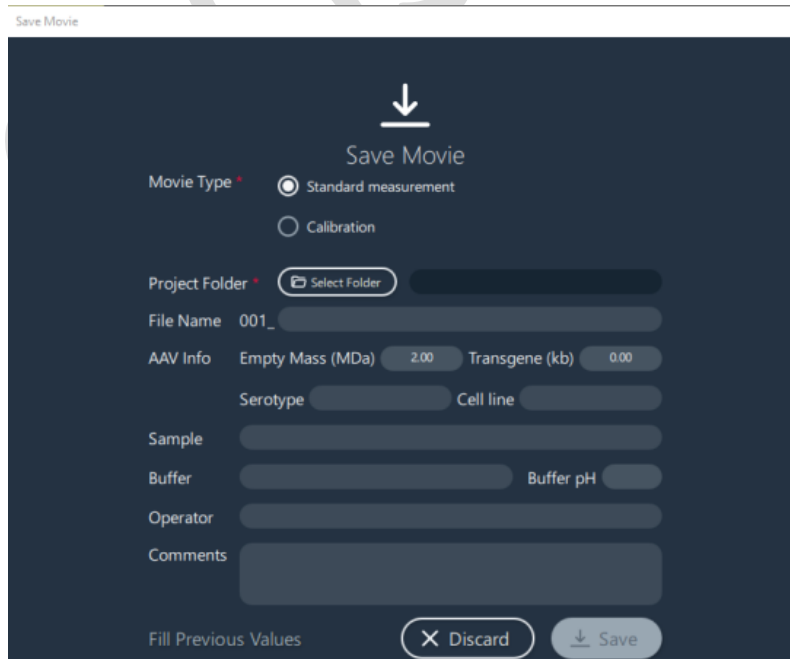 Save Movie
Save Movie
Movie Type *
Standard measurement
Calibration
Project Folder * Select Folder
File Name 001_
AAV Info Empty Mass (MDa) 2.00 Transgene (kb) 0.00
Serotype Cell line
Sample
Buffer Buffer pH
Operator
Comments
Fill Previous Values Discard Save